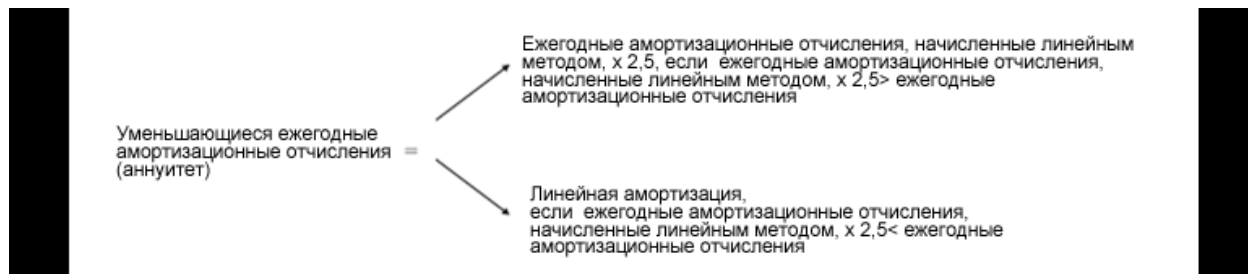 Ежегодные амортизационные отчисления, начисленные линейным
методом, х 2,5, если  ежегодные амортизационные отчисления,
начисленные линейным методом, х 2,5> ежегодные
амортизационные отчисления
Уменьшающиеся ежегодные
амортизационные отчисления =
(аннуитет)
Линейная амортизация,
если  ежегодные амортизационные отчисления,
начисленные линейным методом, х 2,5< ежегодные
амортизационные отчисления